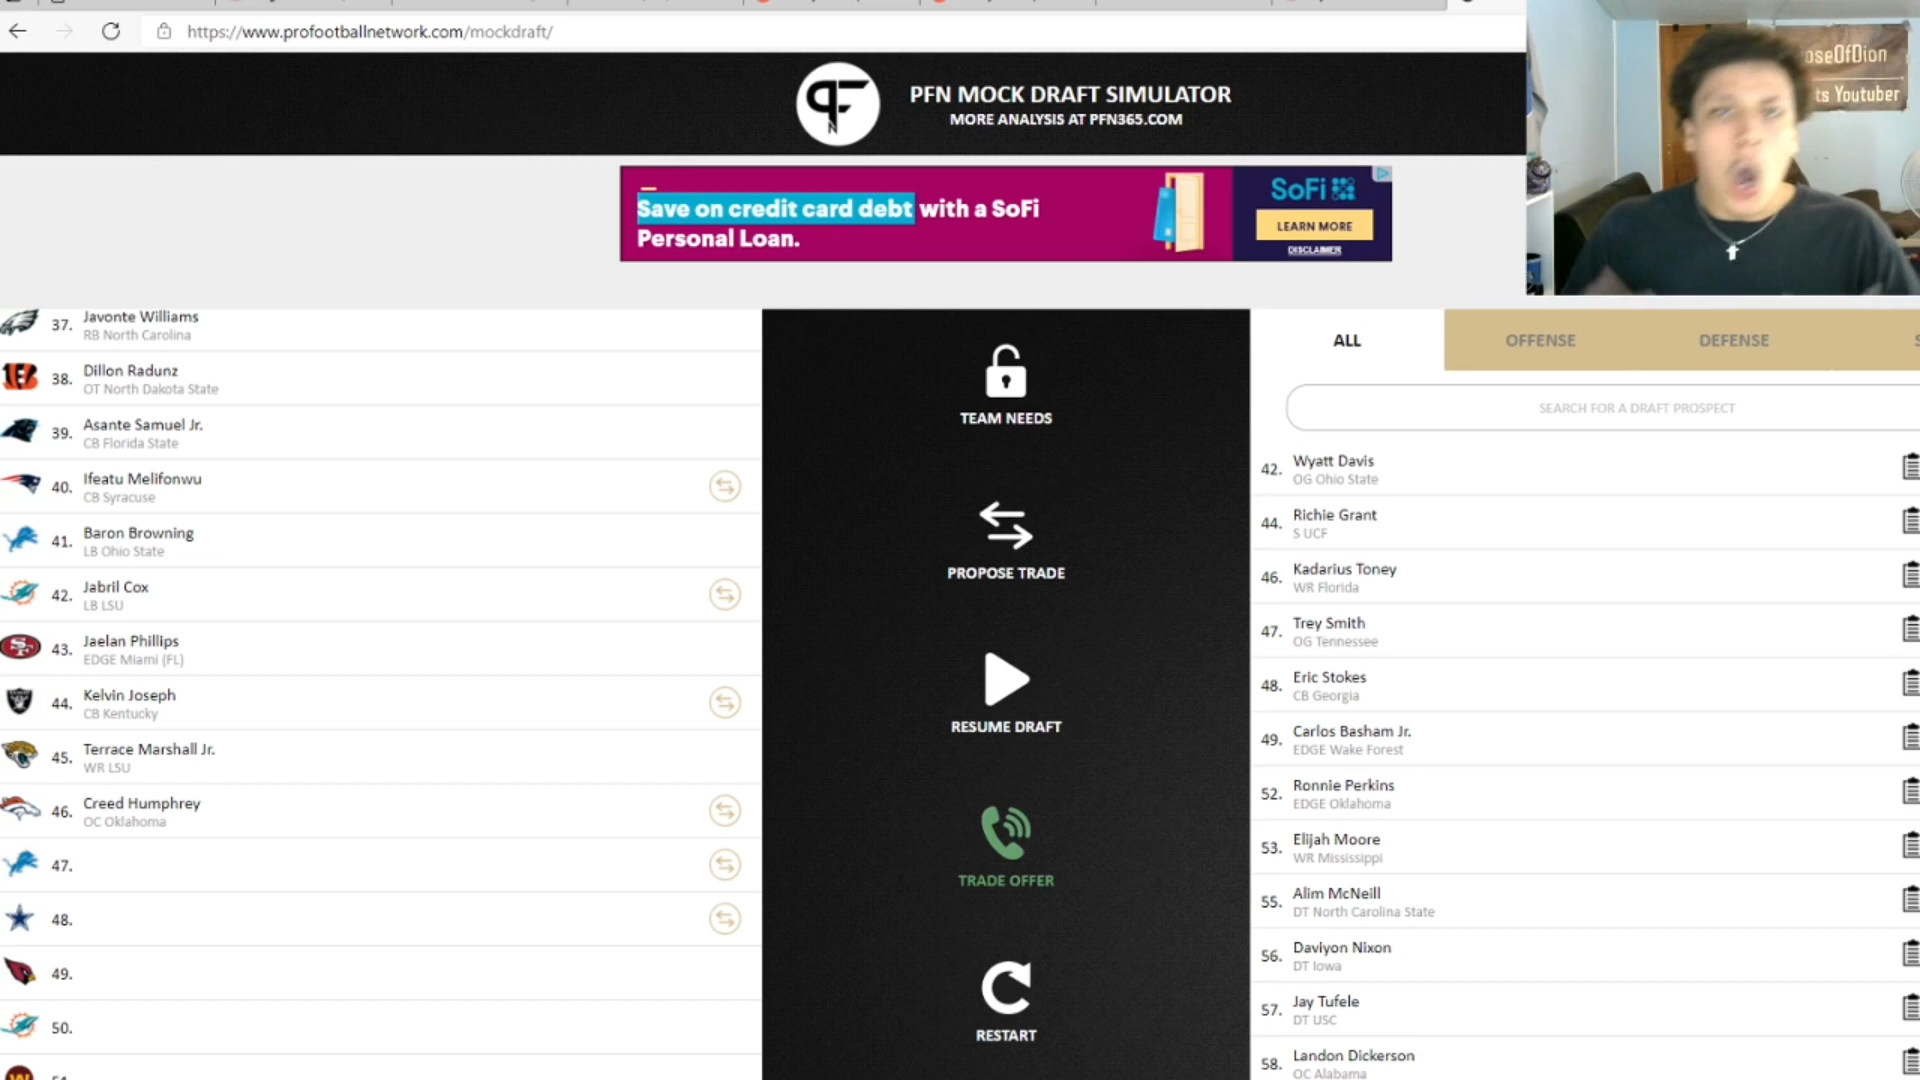 https://www.profootballnetwork.com/mockdraft/
PFN MOCK DRAFT SIMULATOR
MORE ANALYSIS AT PFN365.COM
Save on credit card debt with a SoFi
Personal Loan.
SoFi
LEARN MORE
DISCLAIMER
oseOfDion
ts Youtuber
37. Javonte Williams
RB North Carolina
38. Dillon Radunz
OT North Dakota State
39. Asante Samuel Jr.
CB Florida State
40. Ifeatu Melifonwu
CB Syracuse
41. Baron Browning
LB Ohio State
42. Jabril Cox
LB LSU
43. Jaelan Phillips
EDGE Miami (FL)
44. Kelvin Joseph
CB Kentucky
45. Terrace Marshall Jr.
WR LSU
46. Creed Humphrey
OC Oklahoma
47.
48.
49.
50.
TEAM NEEDS
PROPOSE TRADE
RESUME DRAFT
TRADE OFFER
RESTART
ALL
OFFENSE
DEFENSE
SEARCH FOR A DRAFT PROSPECT
42. Wyatt Davis
OG Ohio State
44. Richie Grant
S UCF
46. Kadarius Toney
WR Florida
47. Trey Smith
OG Tennessee
48. Eric Stokes
CB Georgia
49. Carlos Basham Jr.
EDGE Wake Forest
52. Ronnie Perkins
EDGE Oklahoma
53. Elijah Moore
WR Mississippi
55. Alim McNeill
DT North Carolina State
56. Daviyon Nixon
DT Iowa
57. Jay Tufele
DT USC
58. Landon Dickerson
OC Alabama